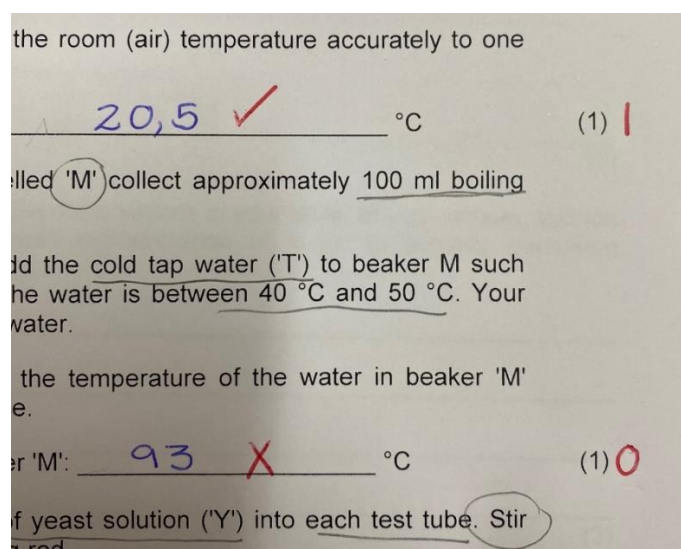 the room (air) temperature accurately to one
20,5 ✓ °C (1) 1
lled 'M' collect approximately 100 ml boiling
dd the cold tap water ('T') to beaker M such
he water is between 40 °C and 50 °C. Your
water.
the temperature of the water in beaker 'M'
e.
er 'M': 93 X °C (1) 0
of yeast solution ('Y') into each test tube. Stir